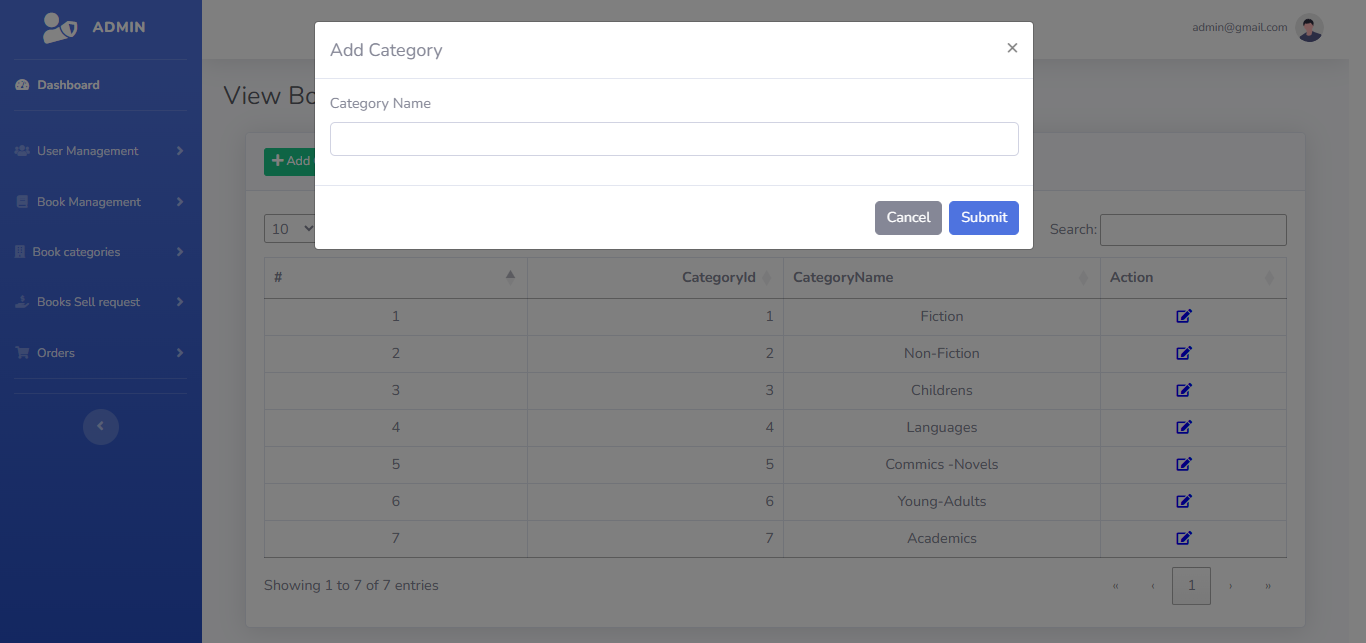 ADMIN
admin@gmail.com
Dashboard
User Management
Book Management
Book categories
Books Sell request
Orders
Add Category
×
Category Name
Cancel
Submit
View
Add
10
Search:
# CategoryId CategoryName Action
1 1 Fiction
2 2 Non-Fiction
3 3 Childrens
4 4 Languages
5 5 Commics -Novels
6 6 Young-Adults
7 7 Academics
Showing 1 to 7 of 7 entries
« ‹ 1 › »